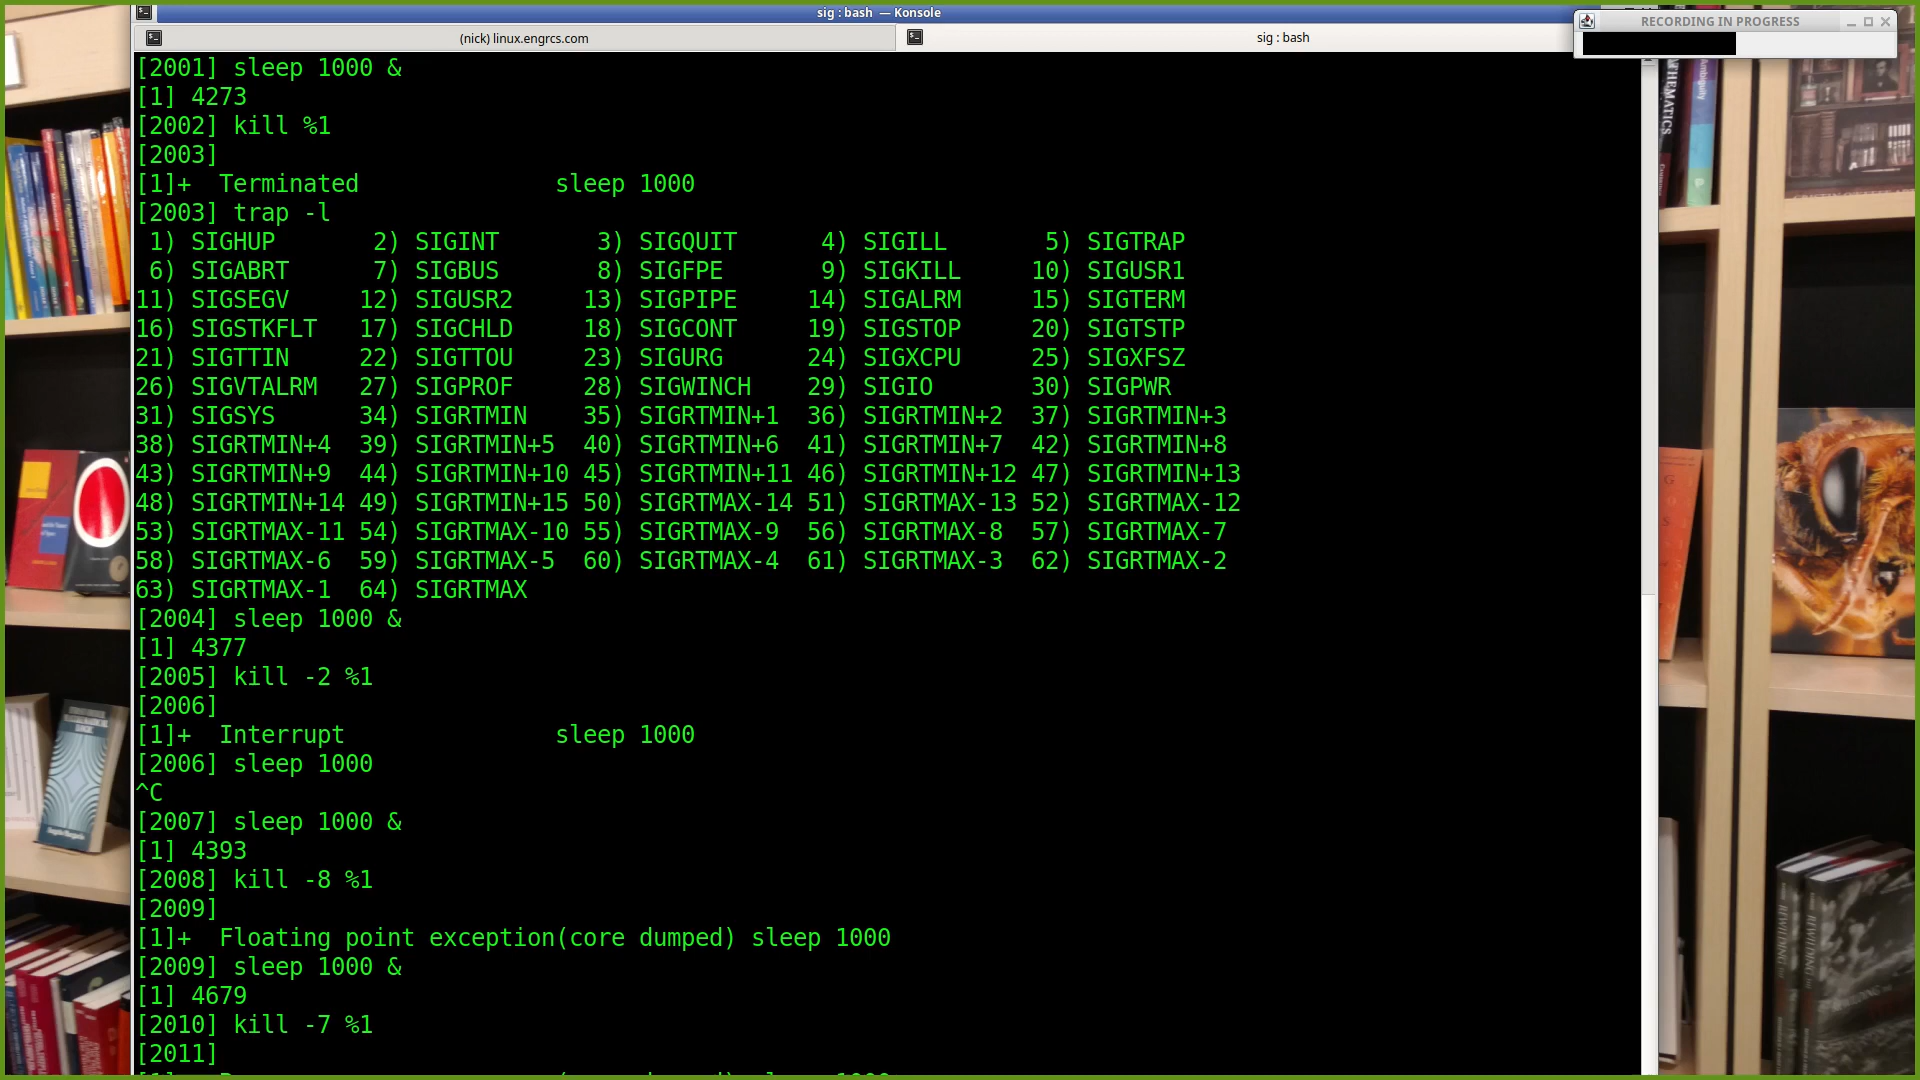 sig : bash — Konsole
RECORDING IN PROGRESS
(nick) linux.engrcs.com
sig : bash
[2001] sleep 1000 &
[1] 4273
[2002] kill %1
[2003]
[1]+  Terminated              sleep 1000
[2003] trap -l
 1) SIGHUP       2) SIGINT       3) SIGQUIT      4) SIGILL       5) SIGTRAP
 6) SIGABRT      7) SIGBUS       8) SIGFPE       9) SIGKILL     10) SIGUSR1
11) SIGSEGV     12) SIGUSR2     13) SIGPIPE     14) SIGALRM     15) SIGTERM
16) SIGSTKFLT   17) SIGCHLD     18) SIGCONT     19) SIGSTOP     20) SIGTSTP
21) SIGTTIN     22) SIGTTOU     23) SIGURG      24) SIGXCPU     25) SIGXFSZ
26) SIGVTALRM   27) SIGPROF     28) SIGWINCH    29) SIGIO       30) SIGPWR
31) SIGSYS      34) SIGRTMIN    35) SIGRTMIN+1  36) SIGRTMIN+2  37) SIGRTMIN+3
38) SIGRTMIN+4  39) SIGRTMIN+5  40) SIGRTMIN+6  41) SIGRTMIN+7  42) SIGRTMIN+8
43) SIGRTMIN+9  44) SIGRTMIN+10 45) SIGRTMIN+11 46) SIGRTMIN+12 47) SIGRTMIN+13
48) SIGRTMIN+14 49) SIGRTMIN+15 50) SIGRTMAX-14 51) SIGRTMAX-13 52) SIGRTMAX-12
53) SIGRTMAX-11 54) SIGRTMAX-10 55) SIGRTMAX-9  56) SIGRTMAX-8  57) SIGRTMAX-7
58) SIGRTMAX-6  59) SIGRTMAX-5  60) SIGRTMAX-4  61) SIGRTMAX-3  62) SIGRTMAX-2
63) SIGRTMAX-1  64) SIGRTMAX
[2004] sleep 1000 &
[1] 4377
[2005] kill -2 %1
[2006]
[1]+  Interrupt               sleep 1000
[2006] sleep 1000
^C
[2007] sleep 1000 &
[1] 4393
[2008] kill -8 %1
[2009]
[1]+  Floating point exception(core dumped) sleep 1000
[2009] sleep 1000 &
[1] 4679
[2010] kill -7 %1
[2011]
Ambiguity
REWILDING